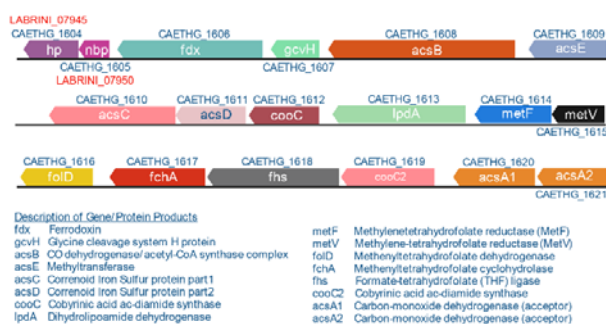 LABRINI_07945
CAETHG_1604 CAETHG_1606 CAETHG_1608 CAETHG_1609
hp nbp fdx gcvH acsB acsE
CAETHG_1605 CAETHG_1607
LABRINI_07950
CAETHG_1610 CAETHG_1611 CAETHG_1612 CAETHG_1613 CAETHG_1614
acsC acsD cooC lpdA metF metV
CAETHG_1615
CAETHG_1616 CAETHG_1617 CAETHG_1618 CAETHG_1619 CAETHG_1620
folD fchA fhs cooC2 acsA1 acsA2
CAETHG_1621
Description of Gene/Protein Products
fdx Ferrodoxin
gcvH Glycine cleavage system H protein
acsB CO dehydrogenase/acetyl-CoA synthase complex
acsE Methyltransferase
acsC Correnoid Iron Sulfur protein part1
acsD Correnoid Iron Sulfur protein part2
cooC Cobyrinic acid ac-diamide synthase
lpdA Dihydrolipoamide dehydrogenase
metF Methylenetetrahydrofolate reductase (MetF)
metV Methylene-tetrahydrofolate reductase (MetV)
folD Methenyltetrahydrofolate dehydrogenase
fchA Methenyltetrahydrofolate cyclohydrolase
fhs Formate-tetrahydrofolate (THF) ligase
cooC2 Cobyrinic acid ac-diamide synthase
acsA1 Carbon-monoxide dehydrogenase (acceptor)
acsA2 Carbon-monoxide dehydrogenase (acceptor)